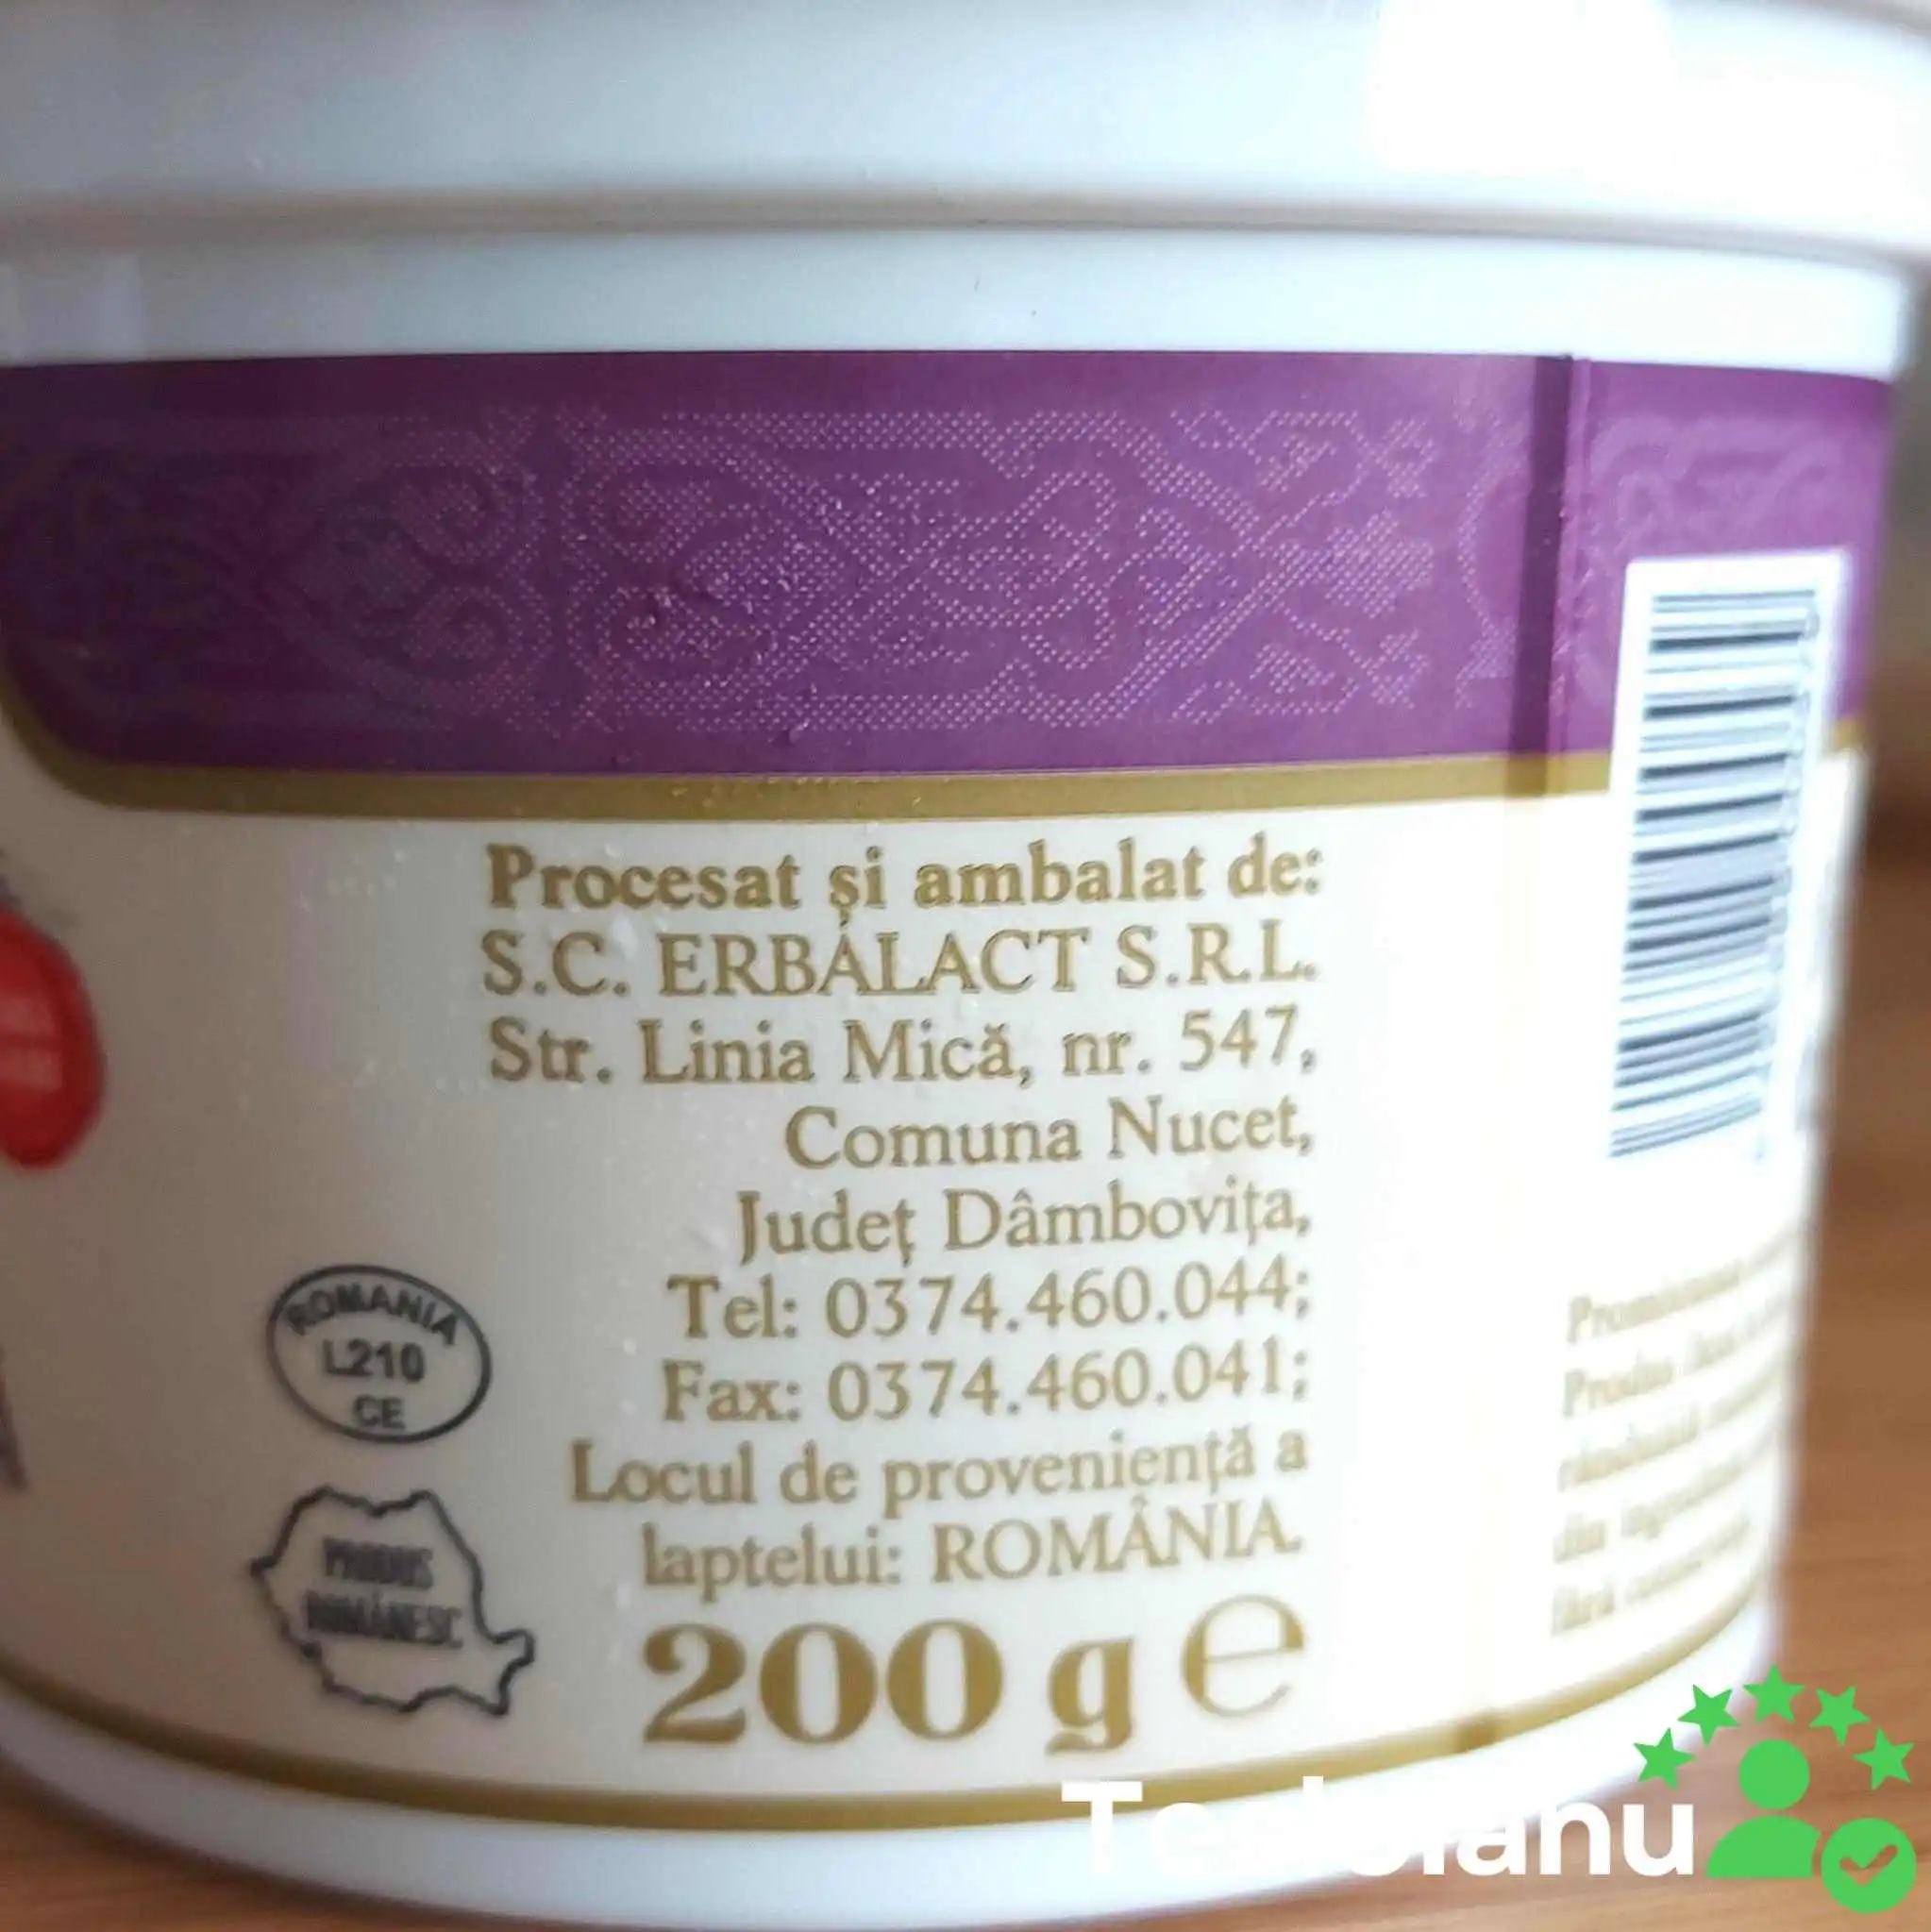 Procesat și ambalat de:
S.C. ERBALACT S.R.L.
Str. Linia Mică, nr. 547,
Comuna Nucet,
Județ Dâmbovița,
Tel: 0374.460.044;
Fax: 0374.460.041;
Locul de proveniență a
laptelui: ROMÂNIA.
200 g e
ROMANIA
L210
CE
PRODUS
ROMÂNESC